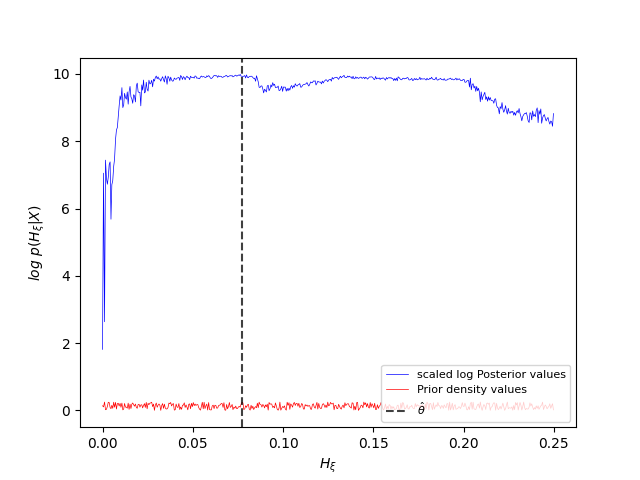 10
8
6
4
2
0
log p(H_ξ|X)
scaled log Posterior values
Prior density values
θ̂
0.00 0.05 0.10 0.15 0.20 0.25
H_ξ